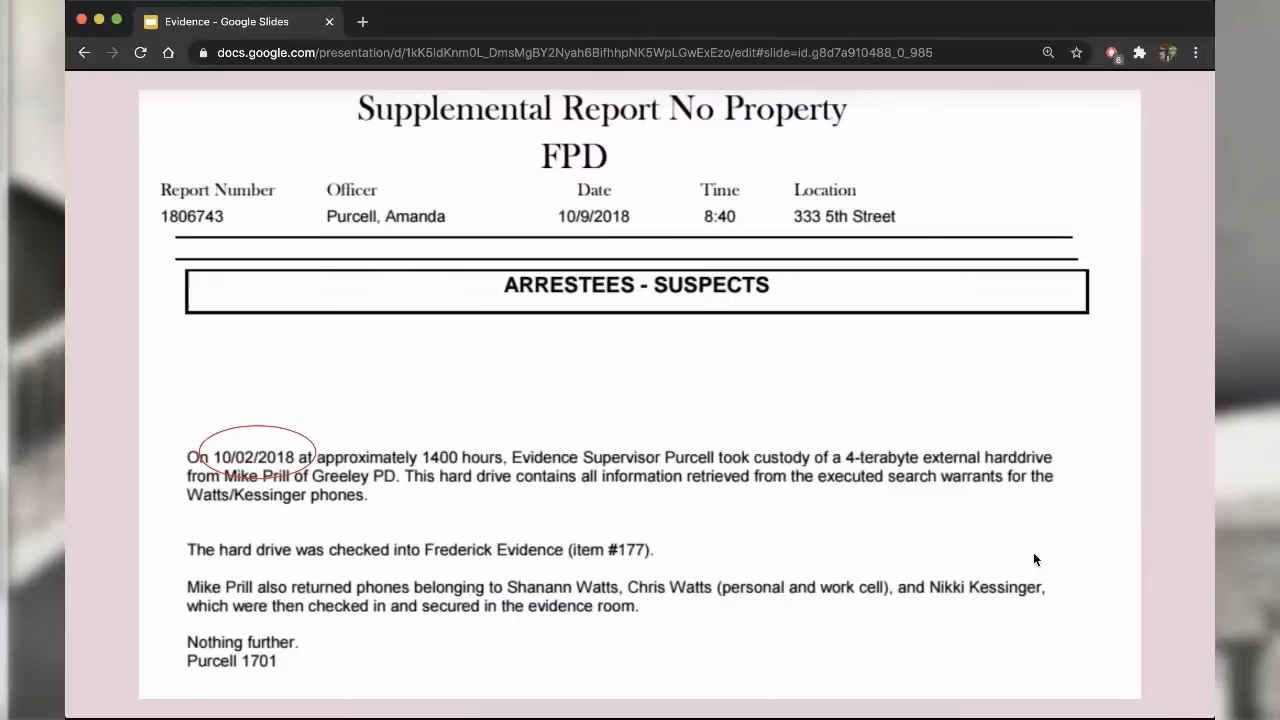 Evidence - Google Slides
docs.google.com/presentation/d/1kK5IdKnm0L_DmsMgBY2Nyah6BifhhpNK5WpLGwExEzo/edit#slide=id.g8d7a910488_0_985
6
Supplemental Report No Property
FPD
Report Number Officer Date Time Location
1806743 Purcell, Amanda 10/9/2018 8:40 333 5th Street
ARRESTEES - SUSPECTS
On 10/02/2018 at approximately 1400 hours, Evidence Supervisor Purcell took custody of a 4-terabyte external harddrive
from Mike Prill of Greeley PD. This hard drive contains all information retrieved from the executed search warrants for the
Watts/Kessinger phones.
The hard drive was checked into Frederick Evidence (item #177).
Mike Prill also returned phones belonging to Shanann Watts, Chris Watts (personal and work cell), and Nikki Kessinger,
which were then checked in and secured in the evidence room.
Nothing further.
Purcell 1701